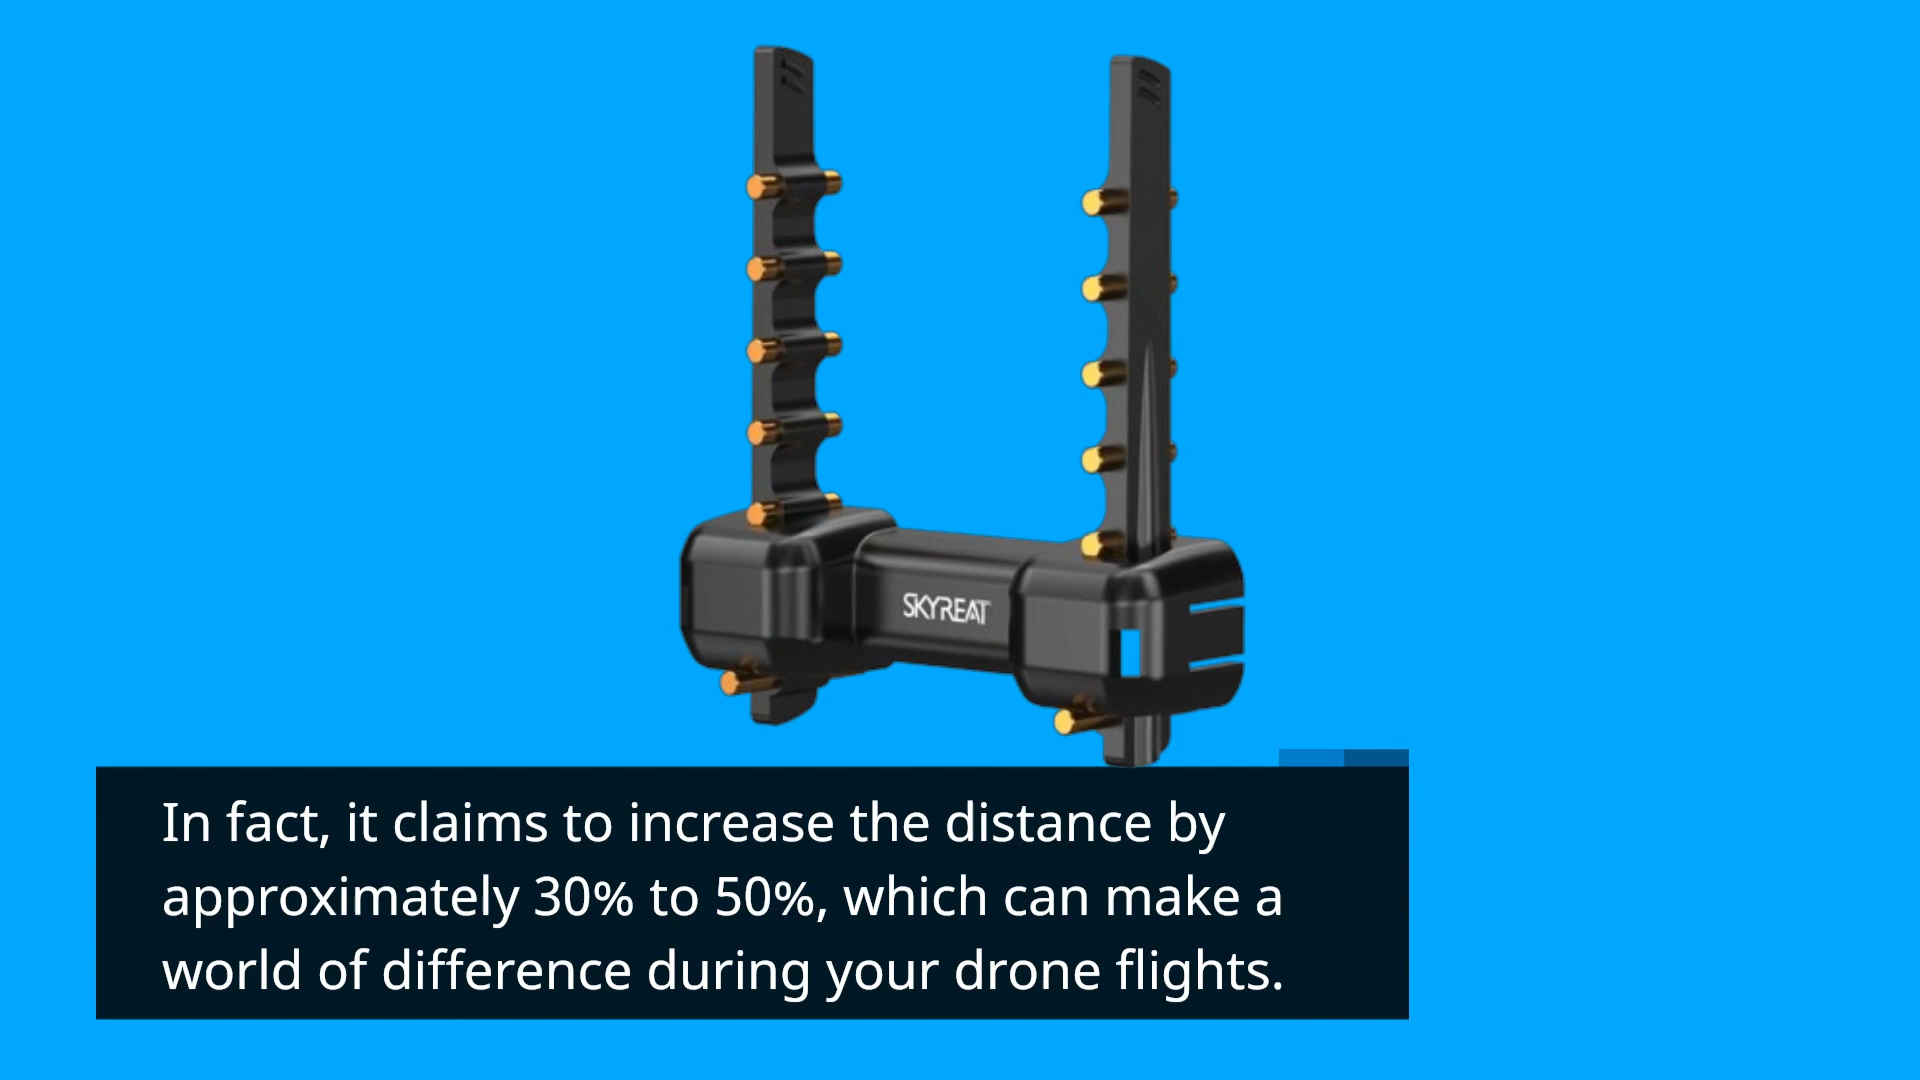 SKYREAT
In fact, it claims to increase the distance by
approximately 30% to 50%, which can make a
world of difference during your drone flights.